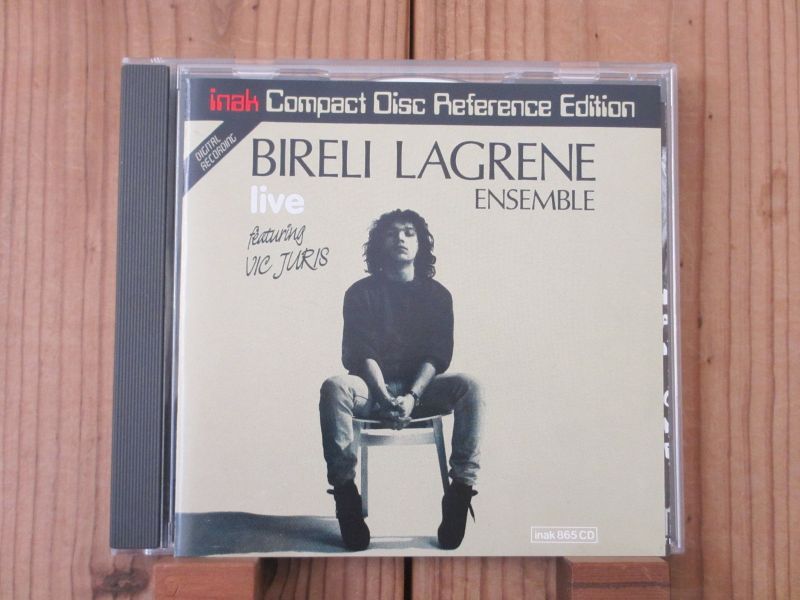 inak Compact Disc Reference Edition
DIGITAL
RECORDING
BIRELI LAGRENE
ENSEMBLE
live
featuring
VIC JURIS
inak 865 CD